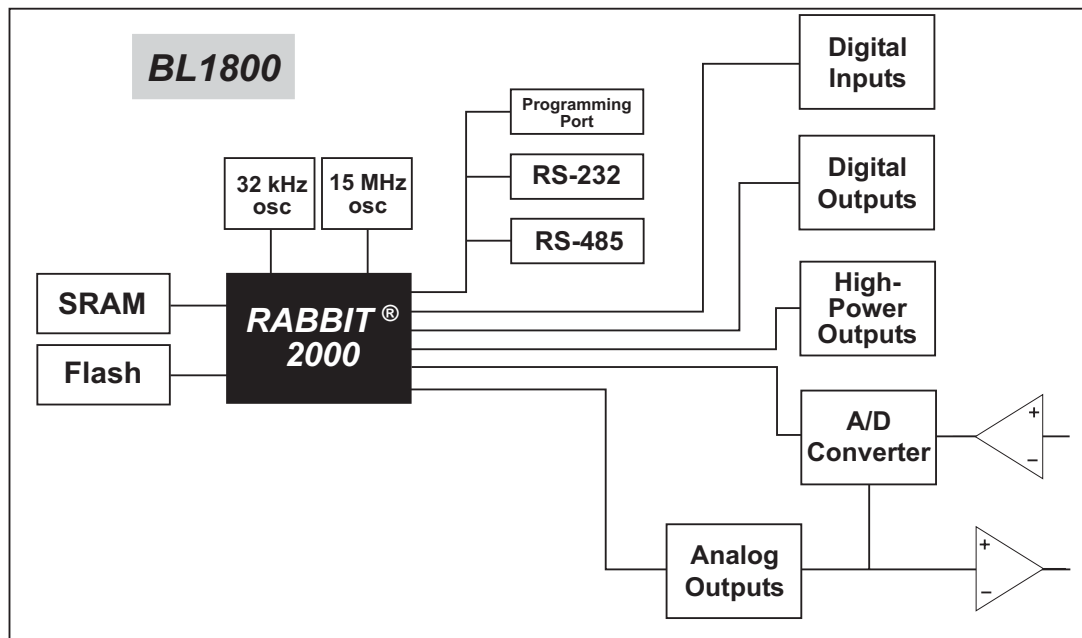 BL1800
Digital
Inputs
Programming
Port
RS-232
RS-485
Digital
Outputs
32 kHz
osc
15 MHz
osc
SRAM
Flash
RABBIT ®
2000
High-
Power
Outputs
A/D
Converter
+
–
Analog
Outputs
+
–